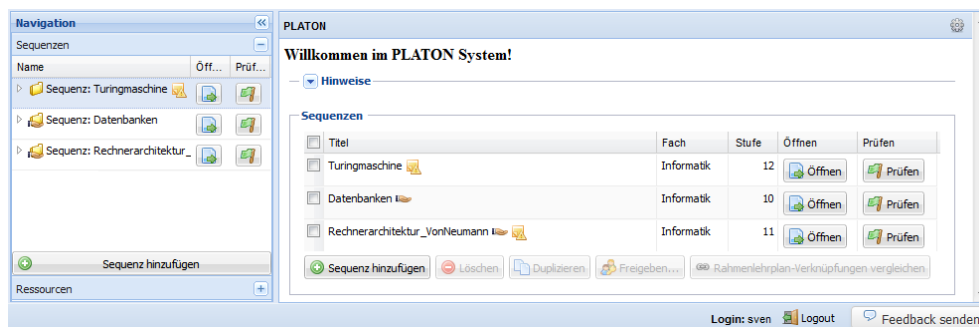 Navigation
Sequenzen
Name Öff... Prüf...
Sequenz: Turingmaschine
Sequenz: Datenbanken
Sequenz: Rechnerarchitektur_
Sequenz hinzufügen
Ressourcen
PLATON
Willkommen im PLATON System!
Hinweise
Sequenzen
Titel Fach Stufe Öffnen Prüfen
Turingmaschine Informatik 12 Öffnen Prüfen
Datenbanken Informatik 10 Öffnen Prüfen
Rechnerarchitektur_VonNeumann Informatik 11 Öffnen Prüfen
Sequenz hinzufügen Löschen Duplizieren Freigeben... Rahmenlehrplan-Verknüpfungen vergleichen
Login: sven Logout Feedback senden